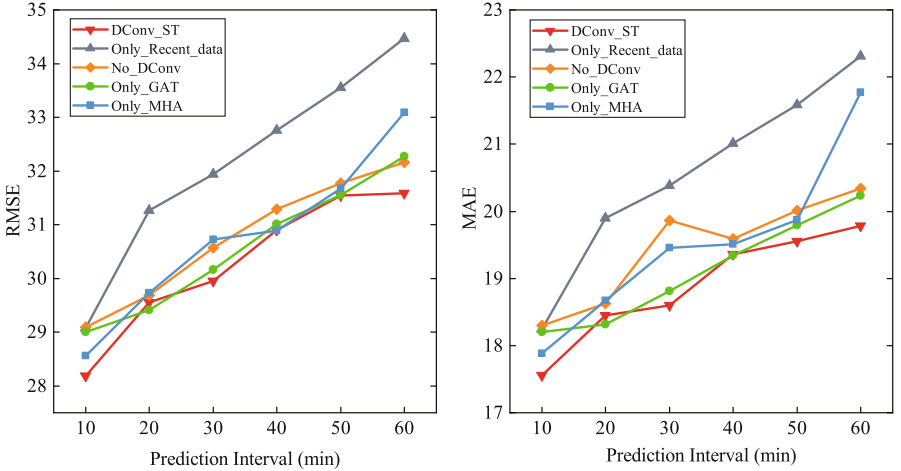 35
34
33
32
31
30
29
28
RMSE
DConv_ST
Only_Recent_data
No_DConv
Only_GAT
Only_MHA
10 20 30 40 50 60
Prediction Interval (min)
23
22
21
20
19
18
17
MAE
DConv_ST
Only_Recent_data
No_DConv
Only_GAT
Only_MHA
10 20 30 40 50 60
Prediction Interval (min)